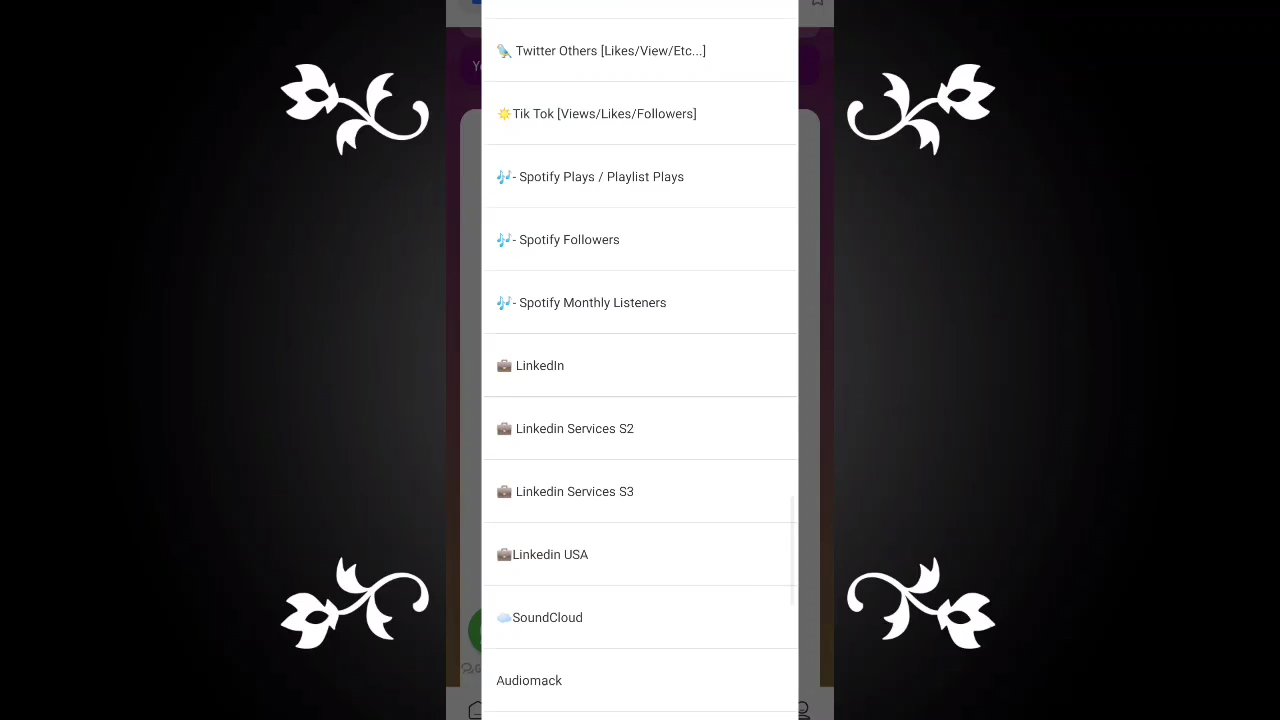 🐦 Twitter Others [Likes/View/Etc...]
🌟Tik Tok [Views/Likes/Followers]
🎶- Spotify Plays / Playlist Plays
🎶- Spotify Followers
🎶- Spotify Monthly Listeners
💼 LinkedIn
💼 Linkedin Services S2
💼 Linkedin Services S3
💼Linkedin USA
☁️SoundCloud
Audiomack